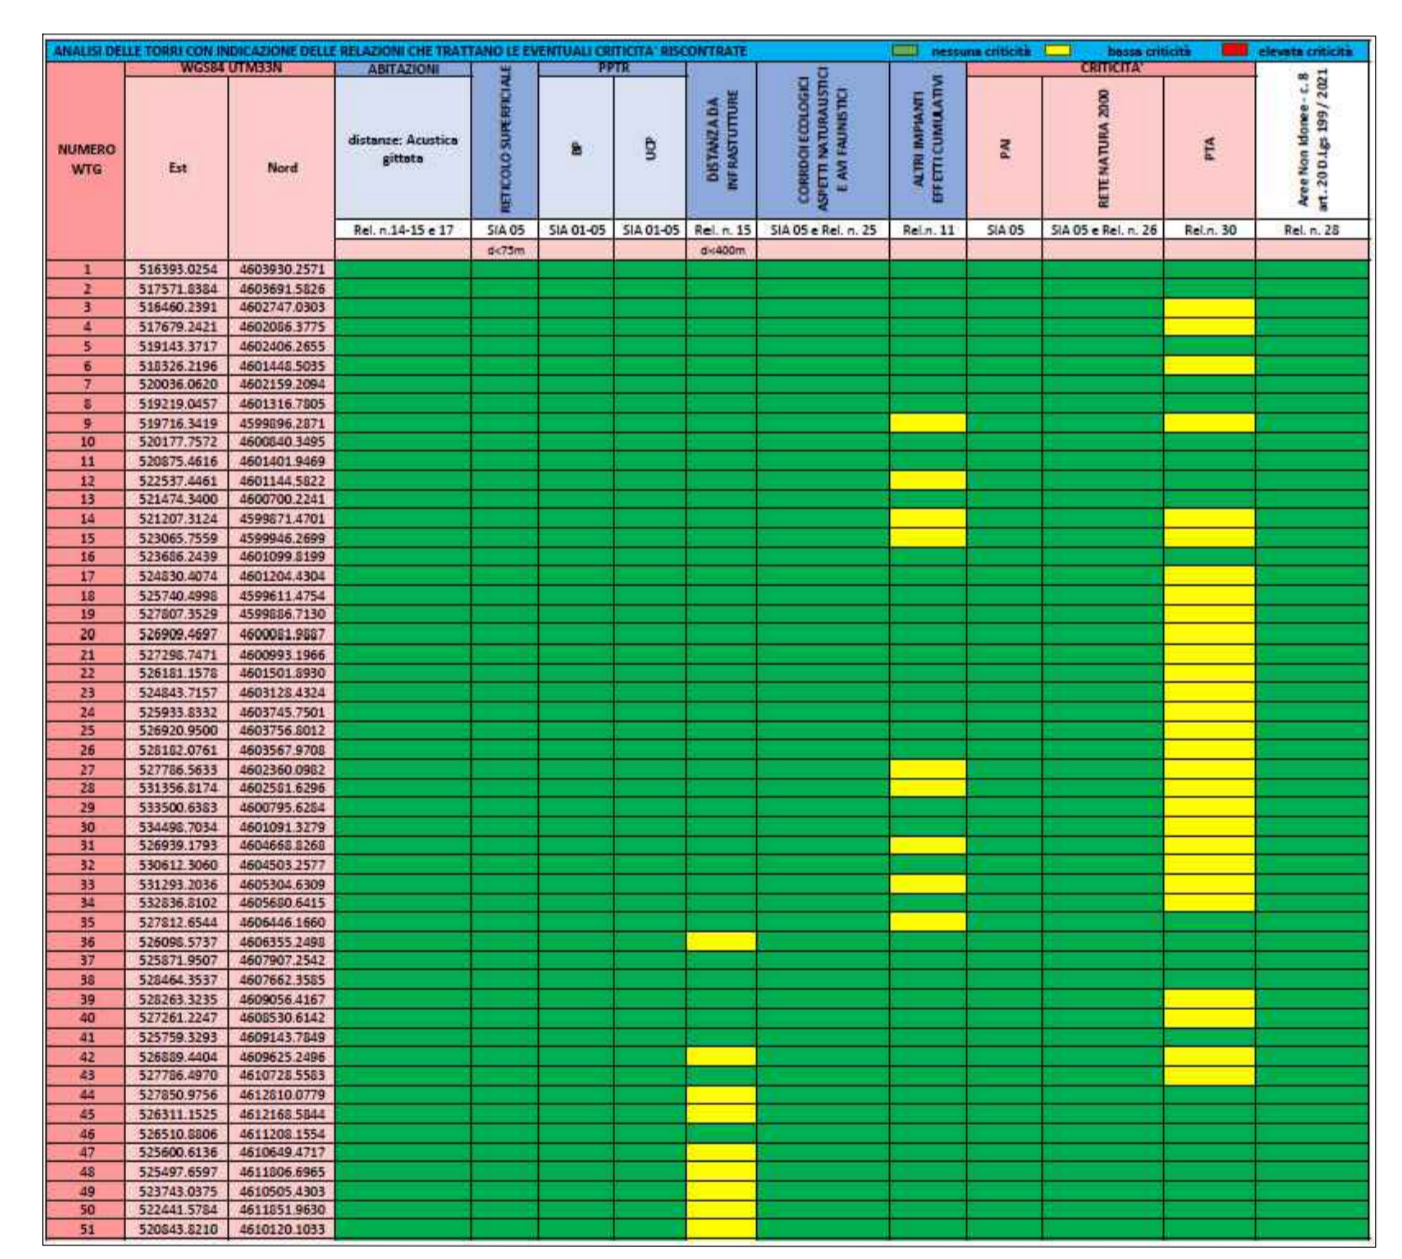 ANALISI DELLE TORRI CON INDICAZIONE DELLE RELAZIONI CHE TRATTANO LE EVENTUALI CRITICITA' RISCONTRATE nessuna criticità bassa criticità elevata criticità
WGS84 UTM33N ABITAZIONI PPTR CRITICITA'
NUMERO WTG
Est
Nord
distanze: Acustica gittata
RETICOLO SUPERFICIALE
BP
UCP
DISTANZA DA INFRASTUTTURE
CORRIDOI ECOLOGICI ASPETTI NATURAUSTICI E AVI FAUNISTICI
ALTRI IMPIANTI EFFETTI CUMULATIVI
PAI
RETE NATURA 2000
PTA
Aree Non Idonee - c. 8 art. 20 D.Lgs 199 / 2021
Rel. n.14-15 e 17 SIA 05 SIA 01-05 SIA 01-05 Rel. n. 15 SIA 05 e Rel. n. 25 Rel.n. 11 SIA 05 SIA 05 e Rel. n. 26 Rel.n. 30 Rel. n. 28
d<75m d<400m
1 516393.0254 4603930.2571
2 517571.8384 4603691.5826
3 516460.2391 4602747.0303
4 517679.2421 4602086.3775
5 519143.3717 4602406.2655
6 518326.2196 4601448.5035
7 520036.0620 4602159.2094
8 519219.0457 4601316.7805
9 519716.3419 4599896.2871
10 520177.7572 4600840.3495
11 520875.4616 4601401.9469
12 522537.4461 4601144.5822
13 521474.3400 4600700.2241
14 521207.3124 4599871.4701
15 523065.7559 4599946.2699
16 523686.2439 4601099.8199
17 524830.4074 4601204.4304
18 525740.4998 4599611.4754
19 527807.3529 4599886.7130
20 526909.4697 4600081.9887
21 527298.7471 4600993.1966
22 526181.1578 4601501.8930
23 524843.7157 4603128.4324
24 525933.8332 4603745.7501
25 526920.9500 4603756.8012
26 528182.0761 4603567.9708
27 527786.5633 4602360.0982
28 531356.8174 4602581.6296
29 533500.6383 4600795.6284
30 534498.7034 4601091.3279
31 526939.1793 4604668.8268
32 530612.3060 4604503.2577
33 531293.2036 4605304.6309
34 532836.8102 4605680.6415
35 527812.6544 4606446.1660
36 526098.5737 4606355.2498
37 525871.9507 4607907.2542
38 528464.3537 4607662.3585
39 528263.3235 4609056.4167
40 527261.2247 4608530.6142
41 525759.3293 4609143.7849
42 526889.4404 4609625.2496
43 527786.4970 4610728.5583
44 527850.9756 4612810.0779
45 526311.1525 4612168.5844
46 526510.8806 4611208.1554
47 525600.6136 4610649.4717
48 525497.6597 4611806.6965
49 523743.0375 4610505.4303
50 522441.5784 4611851.9630
51 520843.8210 4610120.1033